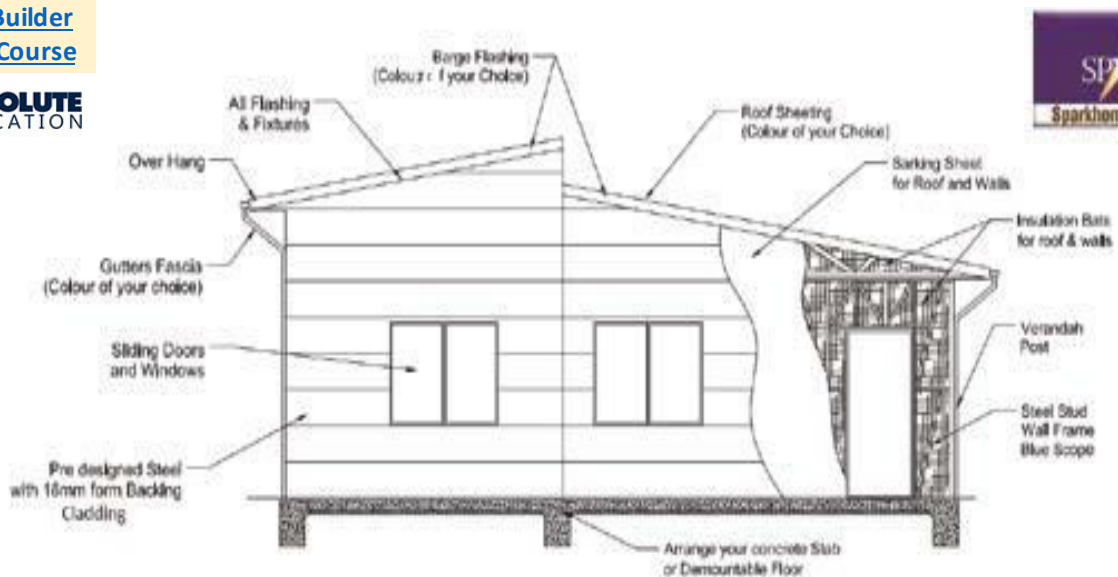 Builder
Course
OLUTE
CATION
SP
Sparkhom
Barge Flashing
(Colour of your Choice)
All Flashing
& Fixtures
Over Hang
Roof Sheeting
(Colour of your Choice)
Sarking Sheet
for Roof and Walls
Insulation Bats
for roof & walls
Gutters Fascia
(Colour of your choice)
Sliding Doors
and Windows
Verandah
Post
Steel Stud
Wall Frame
Blue Scope
Pre designed Steel
with 16mm form Backing
Cladding
Arrange your concrete Slab
or Demountable Floor